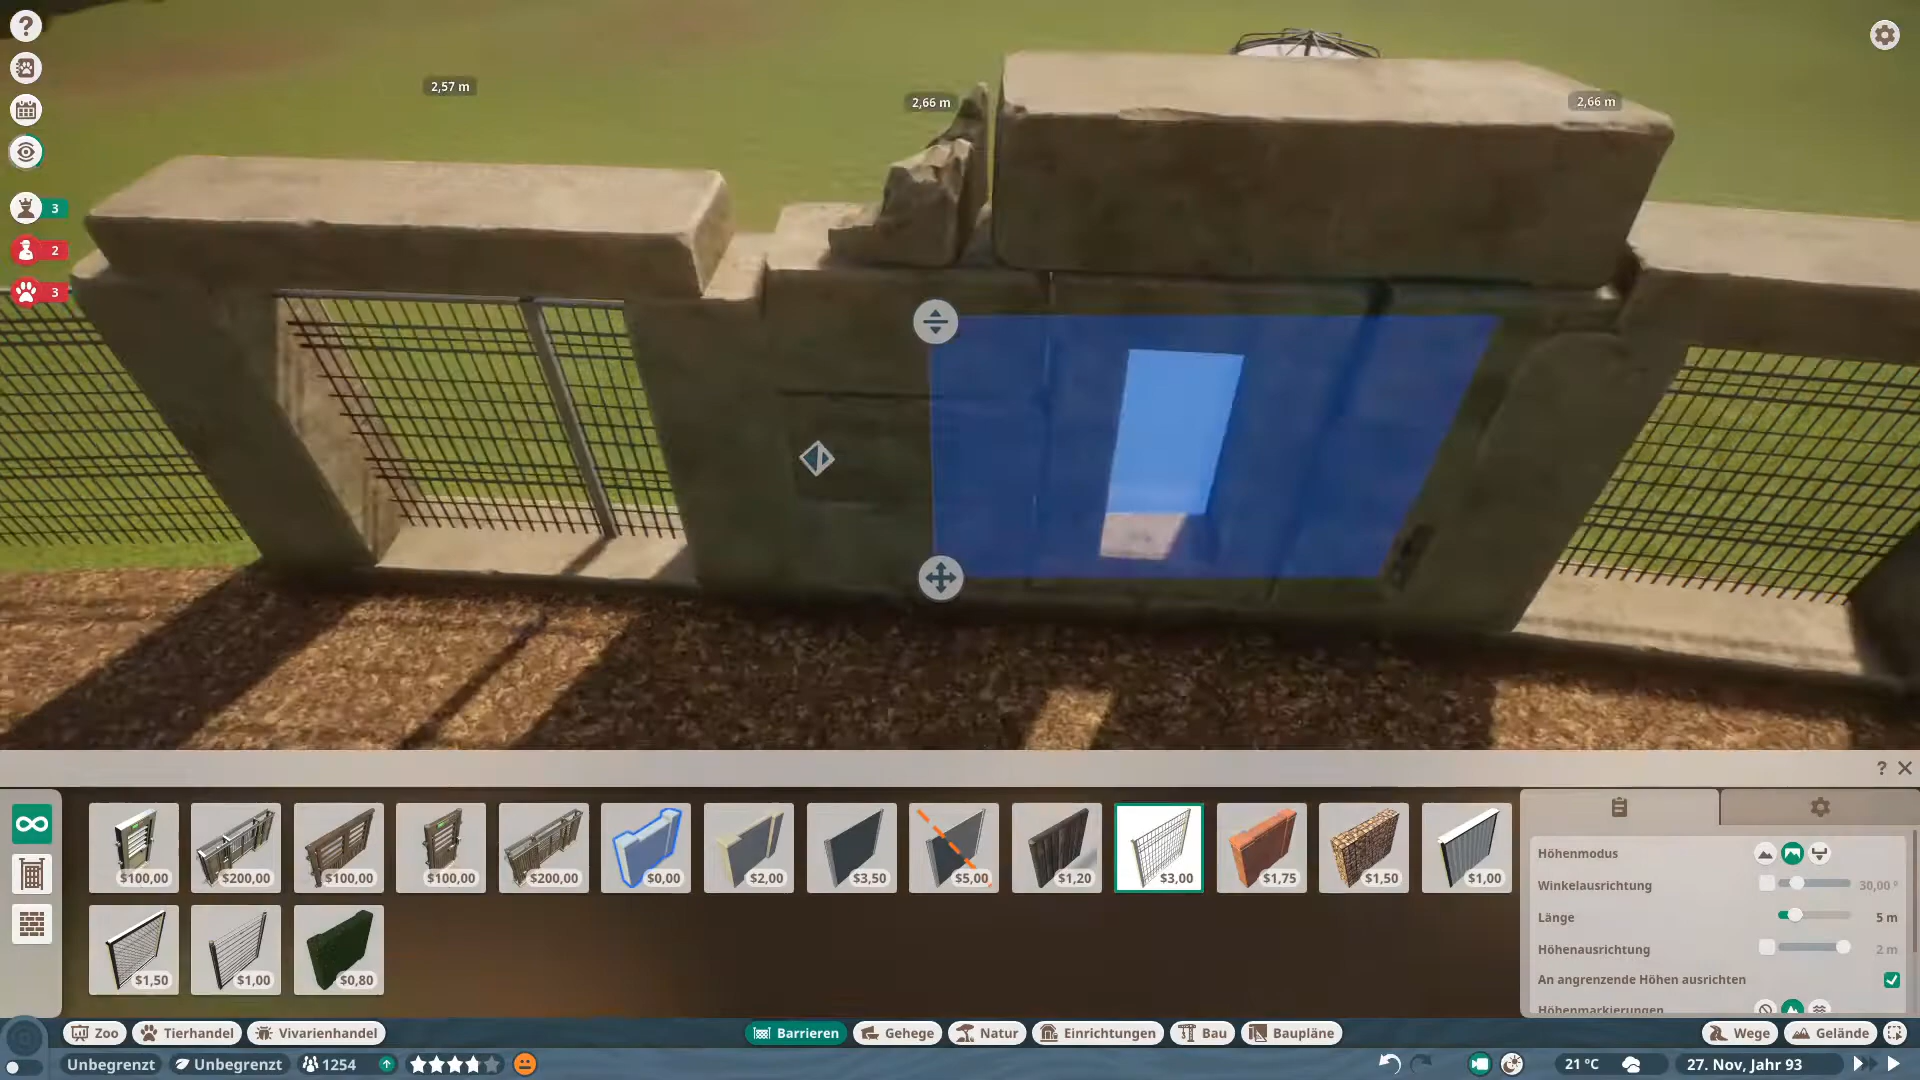 2,57 m
2,66 m
2,66 m
3
2
3
$100,00
$200,00
$100,00
$100,00
$200,00
$0,00
$2,00
$3,50
$5,00
$1,20
$3,00
$1,75
$1,50
$1,00
$1,50
$1,00
$0,80
Höhenmodus
Winkelausrichtung 30,00 °
Länge 5 m
Höhenausrichtung 2 m
An angrenzende Höhen ausrichten
Höhenmarkierungen
Zoo Tierhandel Vivarienhandel Barrieren Gehege Natur Einrichtungen Bau Baupläne Wege Gelände
Unbegrenzt Unbegrenzt 1254 21 °C 27. Nov, Jahr 93